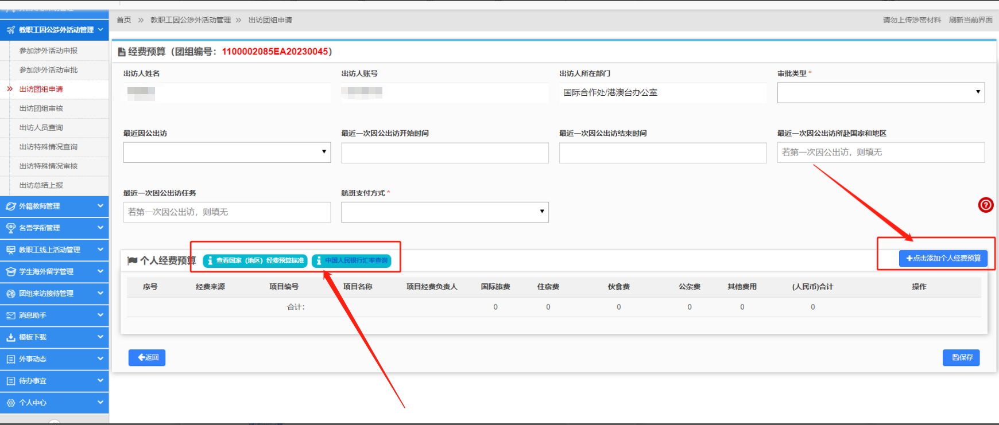 首页 » 教职工因公涉外活动管理 » 出访团组申请
请勿上传涉密材料 刷新当前界面
教职工因公涉外活动管理
参加涉外活动申报
参加涉外活动审批
出访团组申请
出访团组审核
出访人员查询
出访特殊情况查询
出访特殊情况审核
出访总结上报
外籍教师管理
名誉学衔管理
教职工线上活动管理
学生海外留学管理
团组来访接待管理
消息助手
模板下载
外事动态
待办事宜
个人中心
经费预算（团组编号：1100002085EA20230045）
出访人姓名
出访人账号
出访人所在部门
国际合作处/港澳台办公室
审批类型 *
最近因公出访
最近一次因公出访开始时间
最近一次因公出访结束时间
最近一次因公出访所赴国家和地区
若第一次因公出访，则填无
最近一次因公出访任务
若第一次因公出访，则填无
航班支付方式 *
个人经费预算
查看国家（地区）经费预算标准
中国人民银行汇率查询
+点击添加个人经费预算
序号 经费来源 项目编号 项目名称 项目经费负责人 国际旅费 住宿费 伙食费 公杂费 其他费用 (人民币)合计 操作
合计： 0 0 0 0 0 0
返回
保存